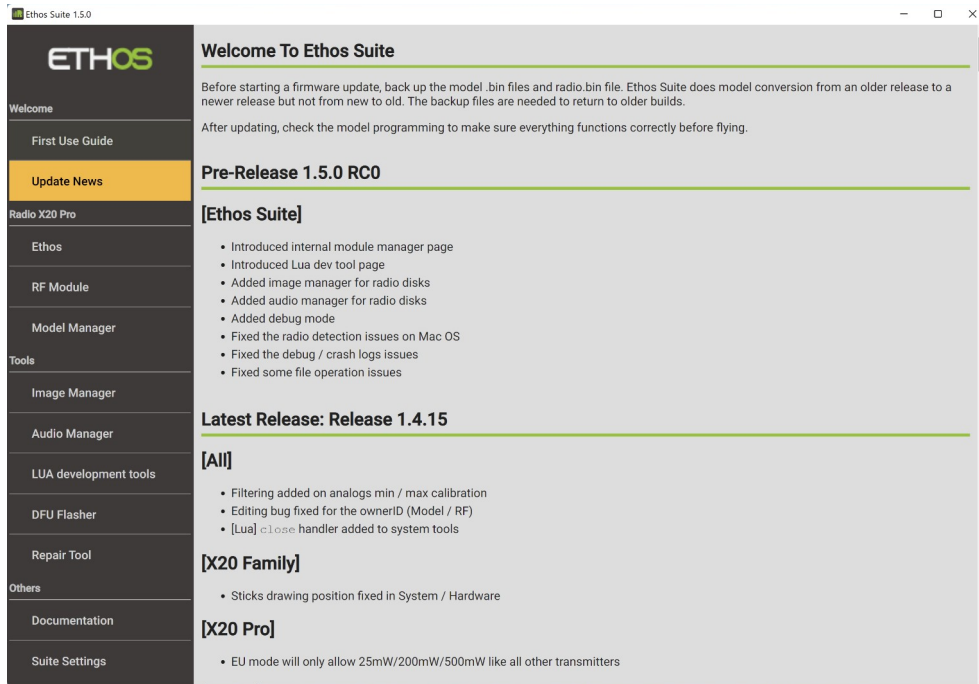 Ethos Suite 1.5.0
ETHOS
Welcome
First Use Guide
Update News
Radio X20 Pro
Ethos
RF Module
Model Manager
Tools
Image Manager
Audio Manager
LUA development tools
DFU Flasher
Repair Tool
Others
Documentation
Suite Settings
Welcome To Ethos Suite
Before starting a firmware update, back up the model .bin files and radio.bin file. Ethos Suite does model conversion from an older release to a
newer release but not from new to old. The backup files are needed to return to older builds.
After updating, check the model programming to make sure everything functions correctly before flying.
Pre-Release 1.5.0 RC0
[Ethos Suite]
• Introduced internal module manager page
• Introduced Lua dev tool page
• Added image manager for radio disks
• Added audio manager for radio disks
• Added debug mode
• Fixed the radio detection issues on Mac OS
• Fixed the debug / crash logs issues
• Fixed some file operation issues
Latest Release: Release 1.4.15
[All]
• Filtering added on analogs min / max calibration
• Editing bug fixed for the ownerID (Model / RF)
• [Lua] close handler added to system tools
[X20 Family]
• Sticks drawing position fixed in System / Hardware
[X20 Pro]
• EU mode will only allow 25mW/200mW/500mW like all other transmitters